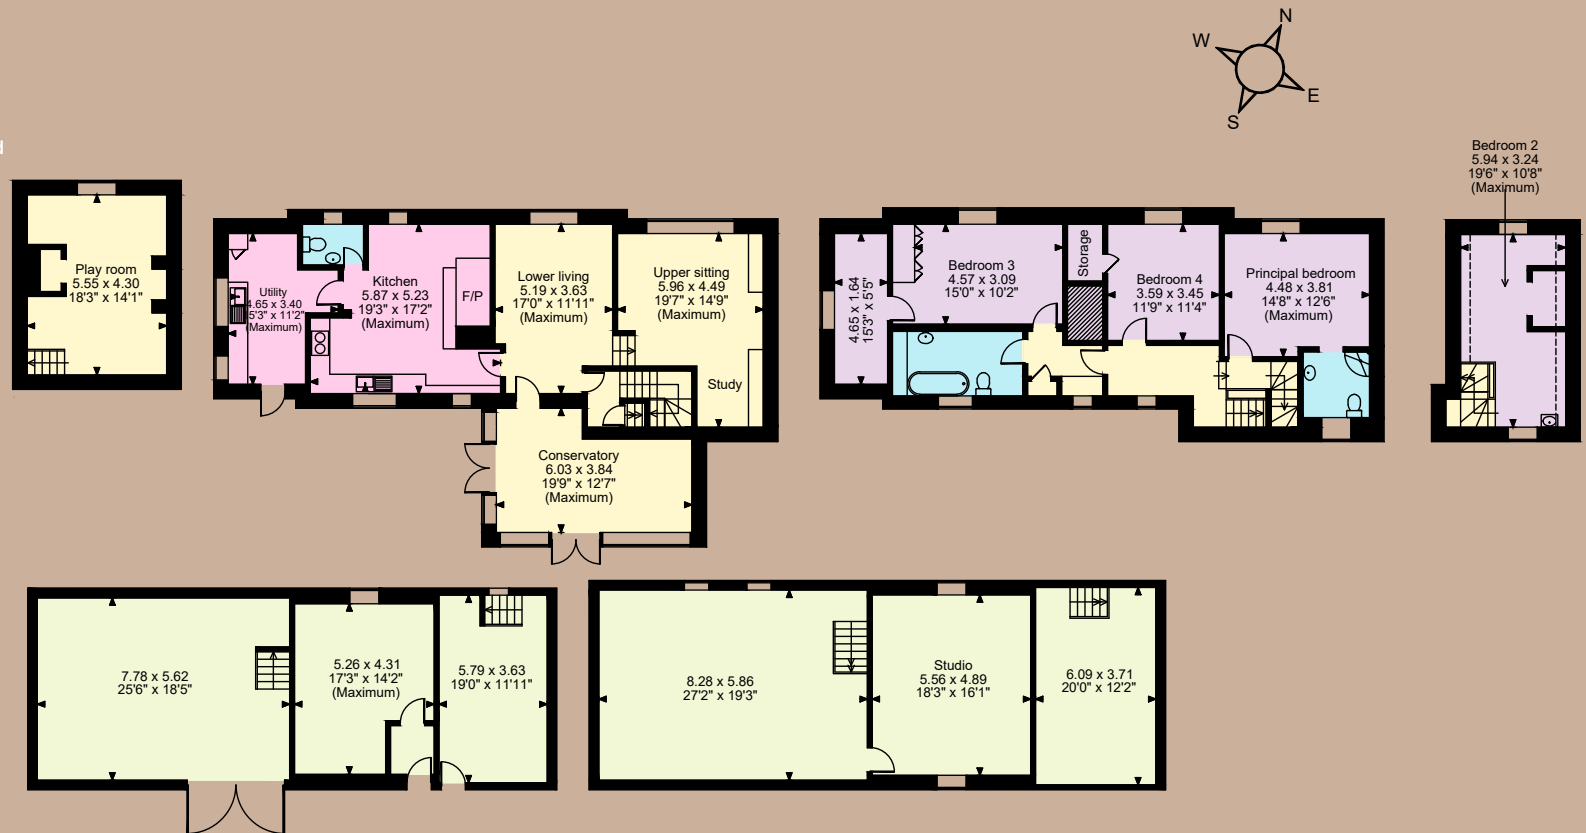 N
W
E
S
d
Bedroom 2
5.94 x 3.24
19'6" x 10'8"
(Maximum)
Play room
5.55 x 4.30
18'3" x 14'1"
Utility
4.65 x 3.40
5'3" x 11'2"
(Maximum)
Kitchen
5.87 x 5.23
19'3" x 17'2"
(Maximum)
F/P
Lower living
5.19 x 3.63
17'0" x 11'11"
(Maximum)
Upper sitting
5.96 x 4.49
19'7" x 14'9"
(Maximum)
Study
Conservatory
6.03 x 3.84
19'9" x 12'7"
(Maximum)
4.65 x 1.64
15'3" x 5'5"
Bedroom 3
4.57 x 3.09
15'0" x 10'2"
Storage
Bedroom 4
3.59 x 3.45
11'9" x 11'4"
Principal bedroom
4.48 x 3.81
14'8" x 12'6"
(Maximum)
7.78 x 5.62
25'6" x 18'5"
5.26 x 4.31
17'3" x 14'2"
(Maximum)
5.79 x 3.63
19'0" x 11'11"
8.28 x 5.86
27'2" x 19'3"
Studio
5.56 x 4.89
18'3" x 16'1"
6.09 x 3.71
20'0" x 12'2"